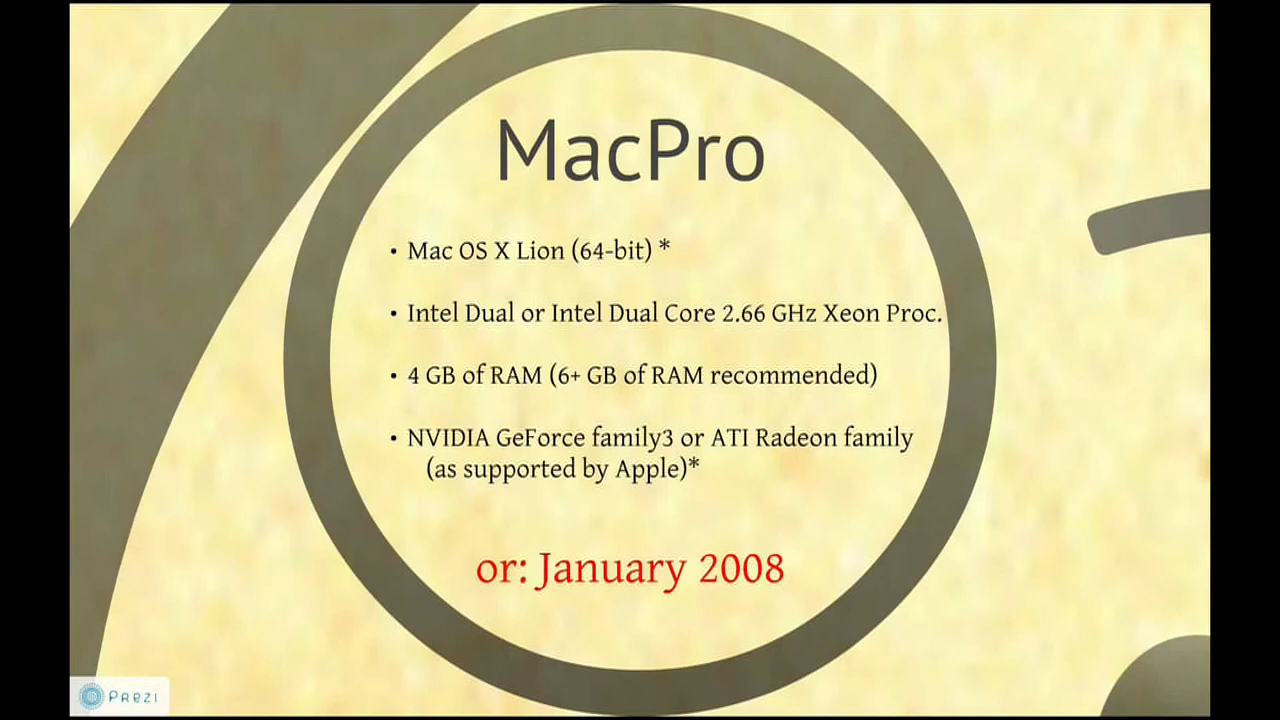 MacPro
• Mac OS X Lion (64-bit) *
• Intel Dual or Intel Dual Core 2.66 GHz Xeon Proc.
• 4 GB of RAM (6+ GB of RAM recommended)
• NVIDIA GeForce family3 or ATI Radeon family
(as supported by Apple)*
or: January 2008
Prezi